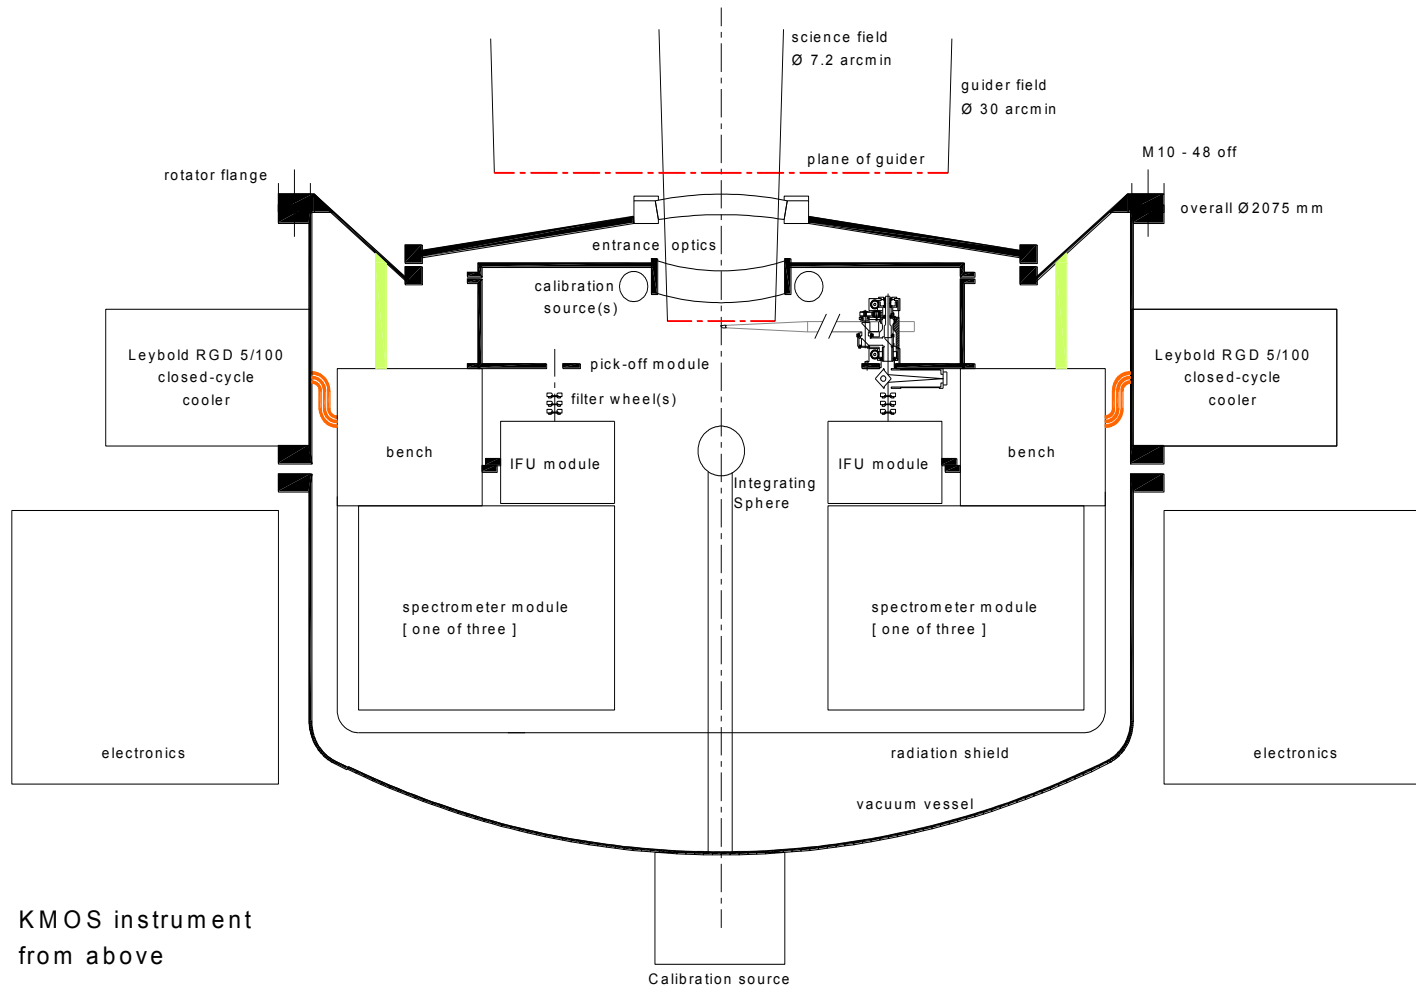 science field
Ø 7.2 arcmin
guider field
Ø 30 arcmin
plane of guider
M10 - 48 off
rotator flange
overall Ø2075 mm
entrance optics
calibration
source(s)
Leybold RGD 5/100
closed-cycle
cooler
pick-off module
Leybold RGD 5/100
closed-cycle
cooler
filter wheel(s)
bench
IFU module
Integrating
Sphere
IFU module
bench
spectrometer module
[ one of three ]
spectrometer module
[ one of three ]
electronics
radiation shield
electronics
vacuum vessel
KMOS instrument
from above
Calibration source